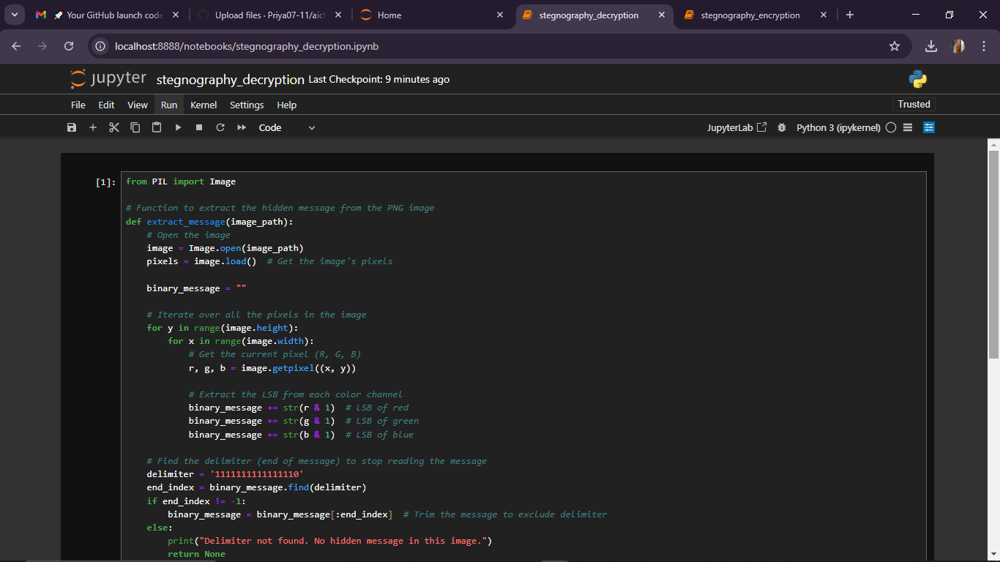 Your GitHub launch code
Upload files · Priya07-11/aict
Home
stegnography_decryption
stegnography_encryption
localhost:8888/notebooks/stegnography_decryption.ipynb
jupyter stegnography_decryption Last Checkpoint: 9 minutes ago
File Edit View Run Kernel Settings Help
Trusted
Code
JupyterLab
Python 3 (ipykernel)
[1]: from PIL import Image
# Function to extract the hidden message from the PNG image
def extract_message(image_path):
    # Open the image
    image = Image.open(image_path)
    pixels = image.load()  # Get the image's pixels
    binary_message = ""
    # Iterate over all the pixels in the image
    for y in range(image.height):
        for x in range(image.width):
            # Get the current pixel (R, G, B)
            r, g, b = image.getpixel((x, y))
            # Extract the LSB from each color channel
            binary_message += str(r & 1)  # LSB of red
            binary_message += str(g & 1)  # LSB of green
            binary_message += str(b & 1)  # LSB of blue
    # Find the delimiter (end of message) to stop reading the message
    delimiter = '1111111111111110'
    end_index = binary_message.find(delimiter)
    if end_index != -1:
        binary_message = binary_message[:end_index]  # Trim the message to exclude delimiter
    else:
        print("Delimiter not found. No hidden message in this image.")
        return None